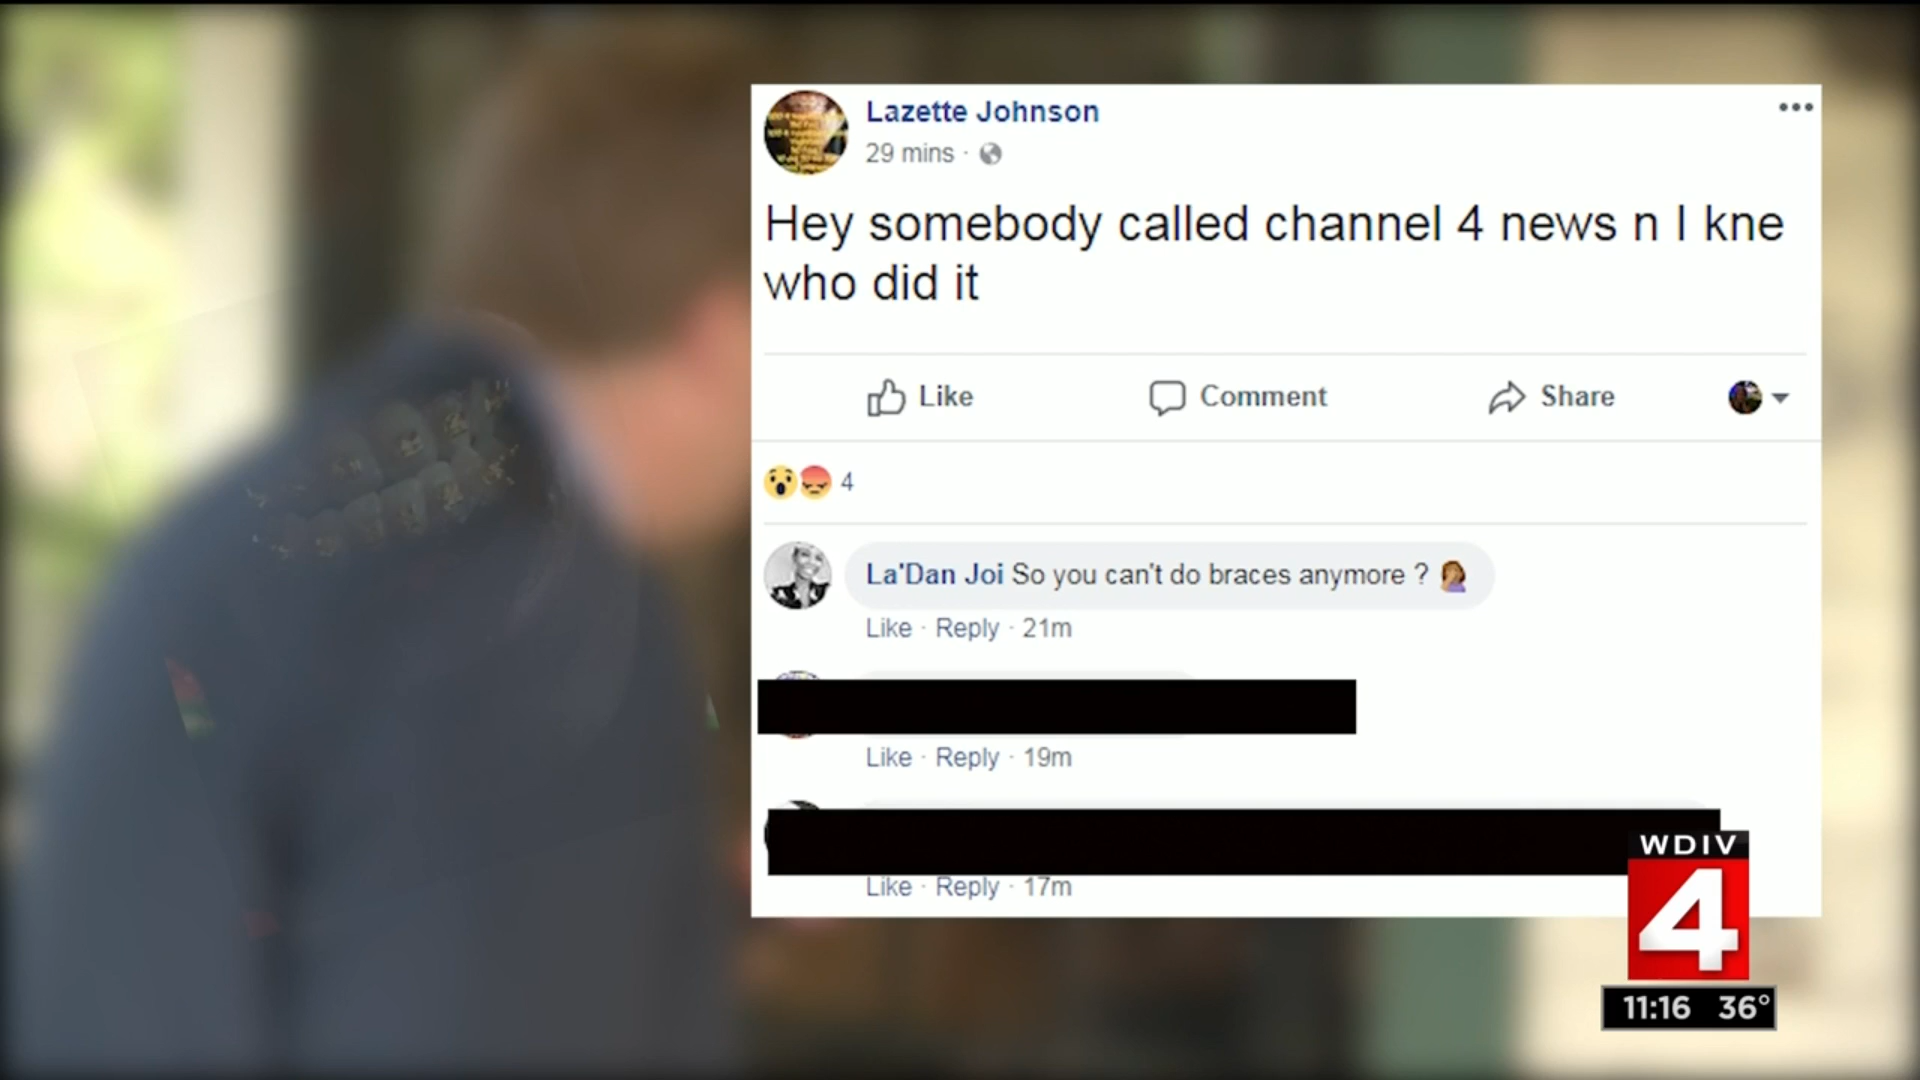 Lazette Johnson
29 mins ·
Hey somebody called channel 4 news n I kne
who did it
Like Comment Share
4
La'Dan Joi So you can't do braces anymore ? 🤦🏾‍♀️
Like · Reply · 21m
Like · Reply · 19m
Like · Reply · 17m
WDIV
4
11:16 36°